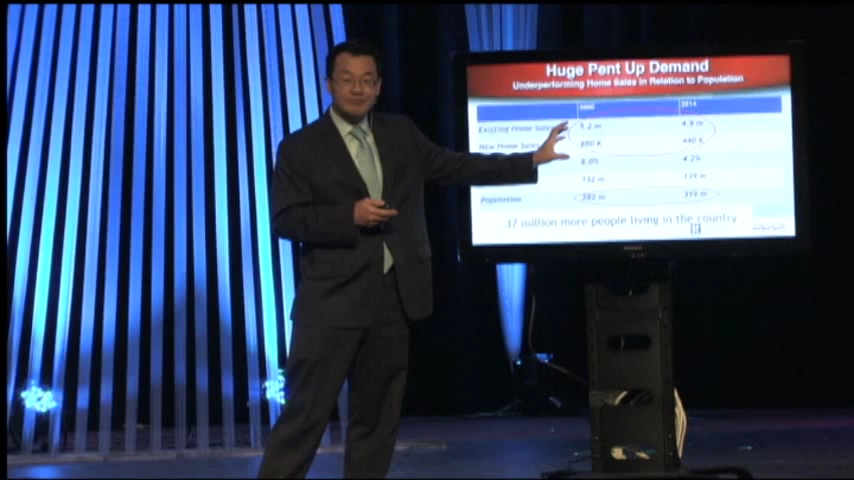 Huge Pent Up Demand
Underperforming Home Sales in Relation to Population
2000 2014
Existing Home Sales 5.2 m 4.9 m
New Home Sales 880 K 440 K
8.0% 4.2%
132 m 139 m
Population 282 m 319 m
37 million more people living in the country